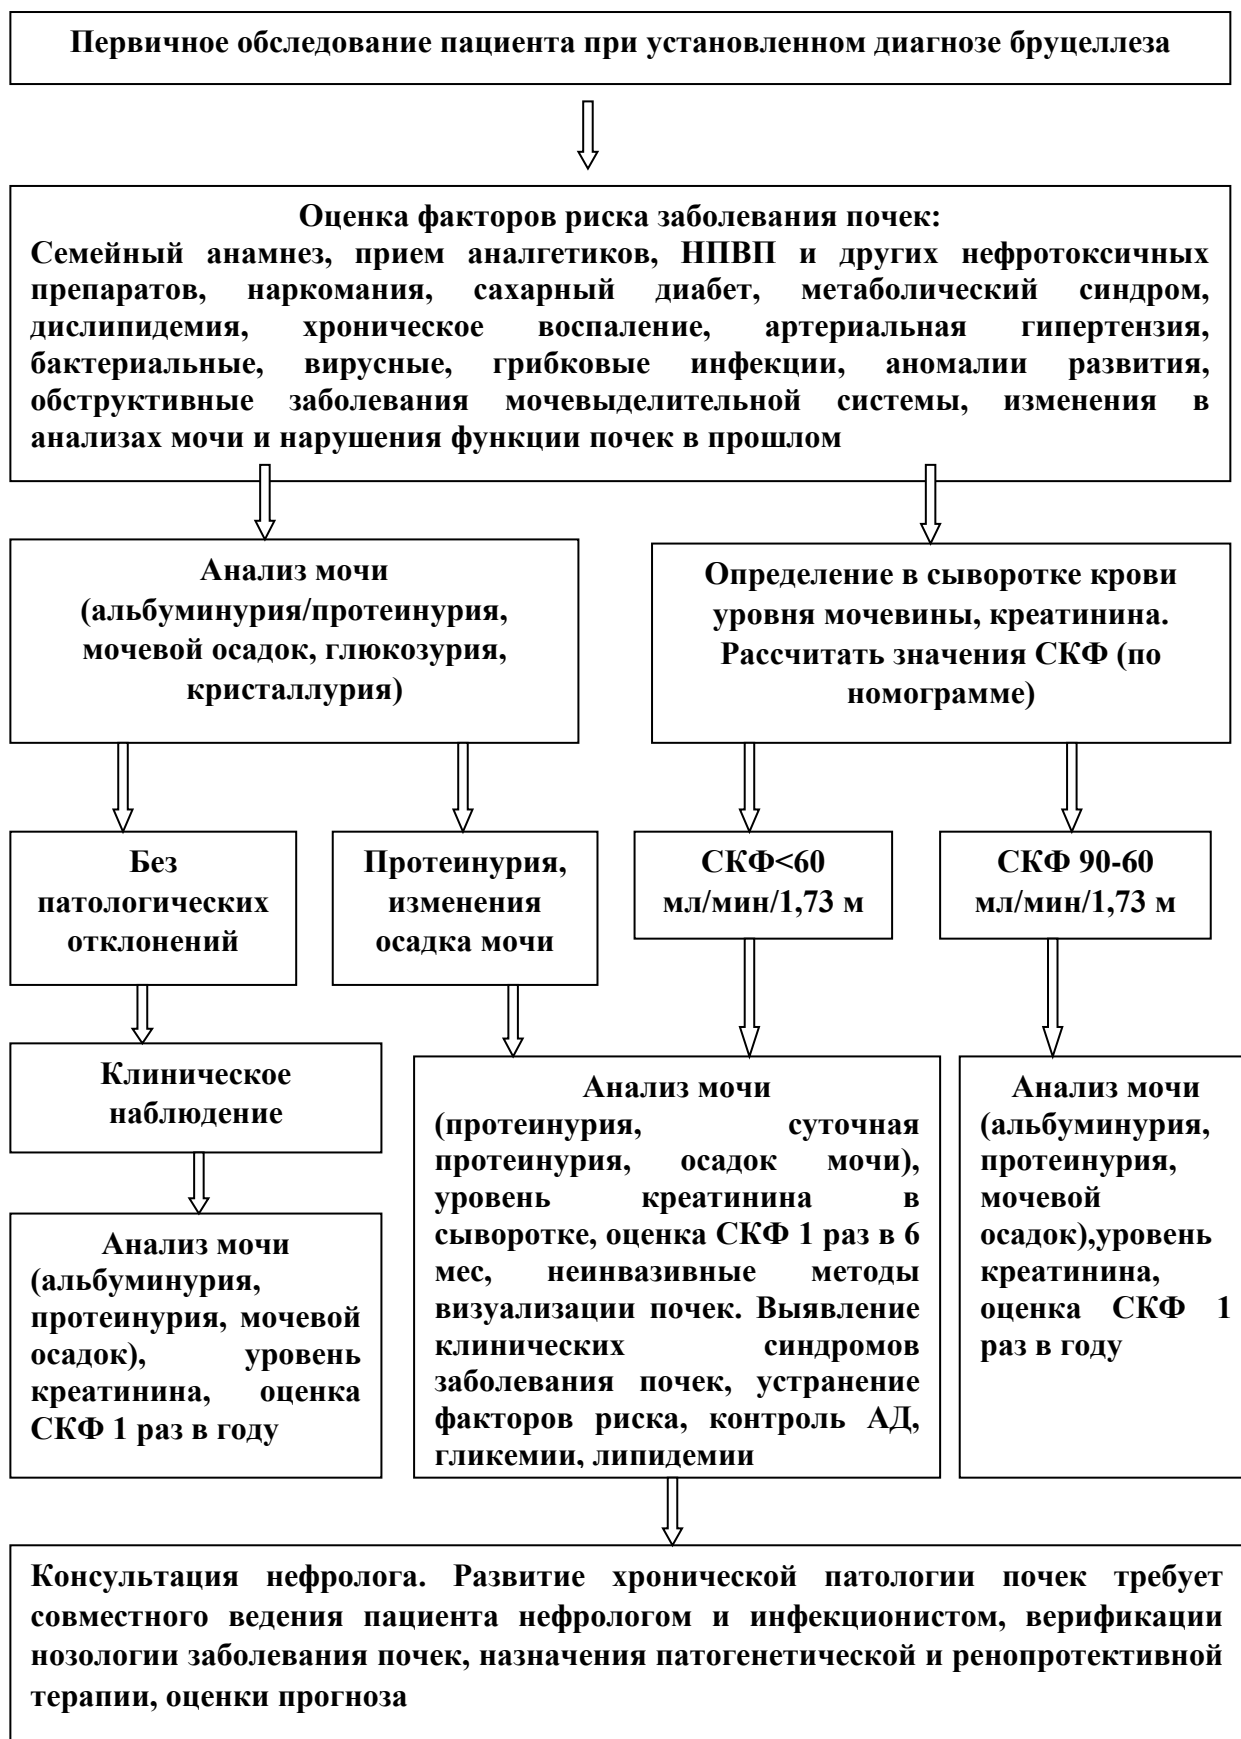 Первичное обследование пациента при установленном диагнозе бруцеллеза
Оценка факторов риска заболевания почек:
Семейный анамнез, прием аналгетиков, НПВП и других нефротоксичных
препаратов, наркомания, сахарный диабет, метаболический синдром,
дислипидемия, хроническое воспаление, артериальная гипертензия,
бактериальные, вирусные, грибковые инфекции, аномалии развития,
обструктивные заболевания мочевыделительной системы, изменения в
анализах мочи и нарушения функции почек в прошлом
Анализ мочи
(альбуминурия/протеинурия,
мочевой осадок, глюкозурия,
кристаллурия)
Определение в сыворотке крови
уровня мочевины, креатинина.
Рассчитать значения СКФ (по
номограмме)
Без
патологических
отклонений
Протеинурия,
изменения
осадка мочи
СКФ<60
мл/мин/1,73 м
СКФ 90-60
мл/мин/1,73 м
Клиническое
наблюдение
Анализ мочи
(альбуминурия,
протеинурия, мочевой
осадок), уровень
креатинина, оценка
СКФ 1 раз в году
Анализ мочи
(протеинурия, суточная
протеинурия, осадок мочи),
уровень креатинина в
сыворотке, оценка СКФ 1 раз в 6
мес, неинвазивные методы
визуализации почек. Выявление
клинических синдромов
заболевания почек, устранение
факторов риска, контроль АД,
гликемии, липидемии
Анализ мочи
(альбуминурия,
протеинурия,
мочевой
осадок),уровень
креатинина,
оценка СКФ 1
раз в году
Консультация нефролога. Развитие хронической патологии почек требует
совместного ведения пациента нефрологом и инфекционистом, верификации
нозологии заболевания почек, назначения патогенетической и ренопротективной
терапии, оценки прогноза